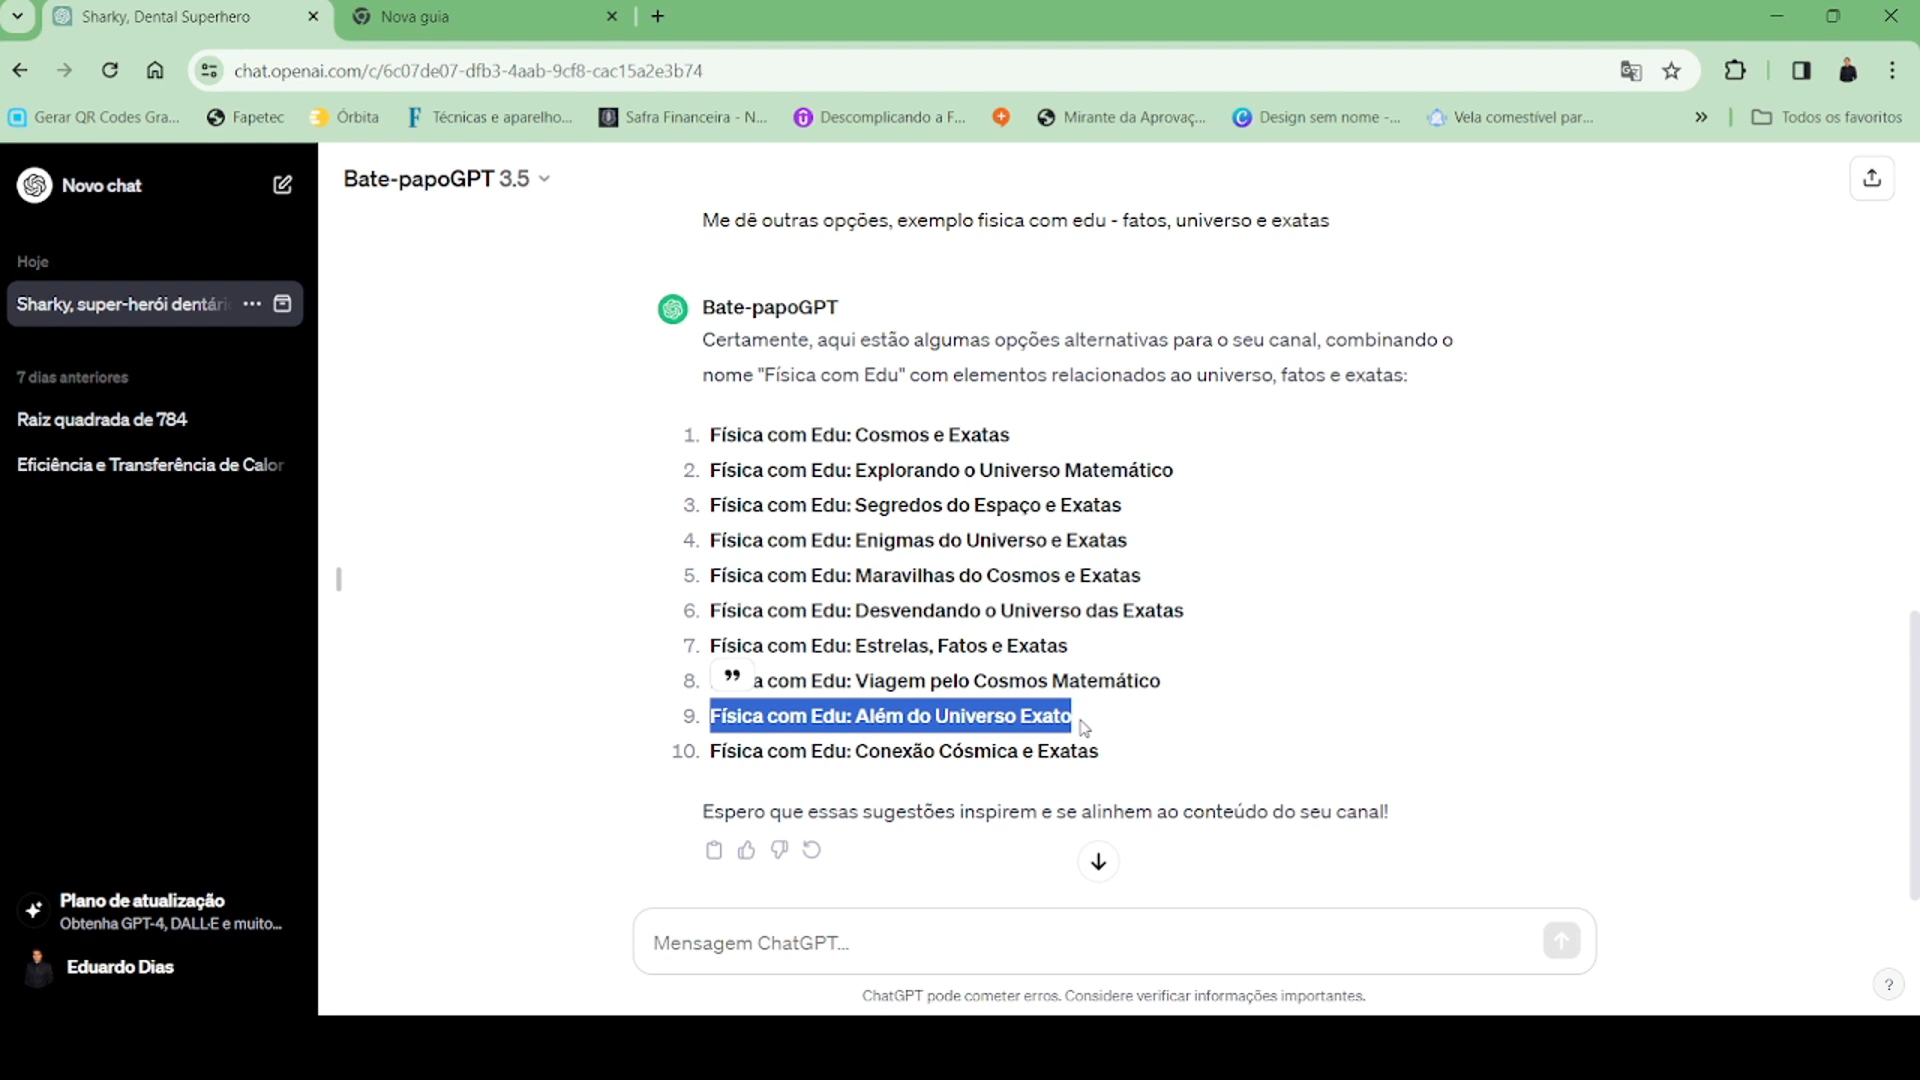 Sharky, Dental Superhero
Nova guia
chat.openai.com/c/6c07de07-dfb3-4aab-9cf8-cac15a2e3b74
Gerar QR Codes Gra...
Fapetec
Órbita
Técnicas e aparelho...
Safra Financeira - N...
Descomplicando a F...
Mirante da Aprovaç...
Design sem nome -...
Vela comestível par...
Todos os favoritos
Novo chat
Bate-papoGPT 3.5
Hoje
Sharky, super-herói dentári
7 dias anteriores
Raiz quadrada de 784
Eficiência e Transferência de Calor
Plano de atualização
Obtenha GPT-4, DALL·E e muito...
Eduardo Dias
Me dê outras opções, exemplo fisica com edu - fatos, universo e exatas
Bate-papoGPT
Certamente, aqui estão algumas opções alternativas para o seu canal, combinando o
nome "Física com Edu" com elementos relacionados ao universo, fatos e exatas:
1. Física com Edu: Cosmos e Exatas
2. Física com Edu: Explorando o Universo Matemático
3. Física com Edu: Segredos do Espaço e Exatas
4. Física com Edu: Enigmas do Universo e Exatas
5. Física com Edu: Maravilhas do Cosmos e Exatas
6. Física com Edu: Desvendando o Universo das Exatas
7. Física com Edu: Estrelas, Fatos e Exatas
8. a com Edu: Viagem pelo Cosmos Matemático
9. Física com Edu: Além do Universo Exato
10. Física com Edu: Conexão Cósmica e Exatas
Espero que essas sugestões inspirem e se alinhem ao conteúdo do seu canal!
Mensagem ChatGPT...
ChatGPT pode cometer erros. Considere verificar informações importantes.
?